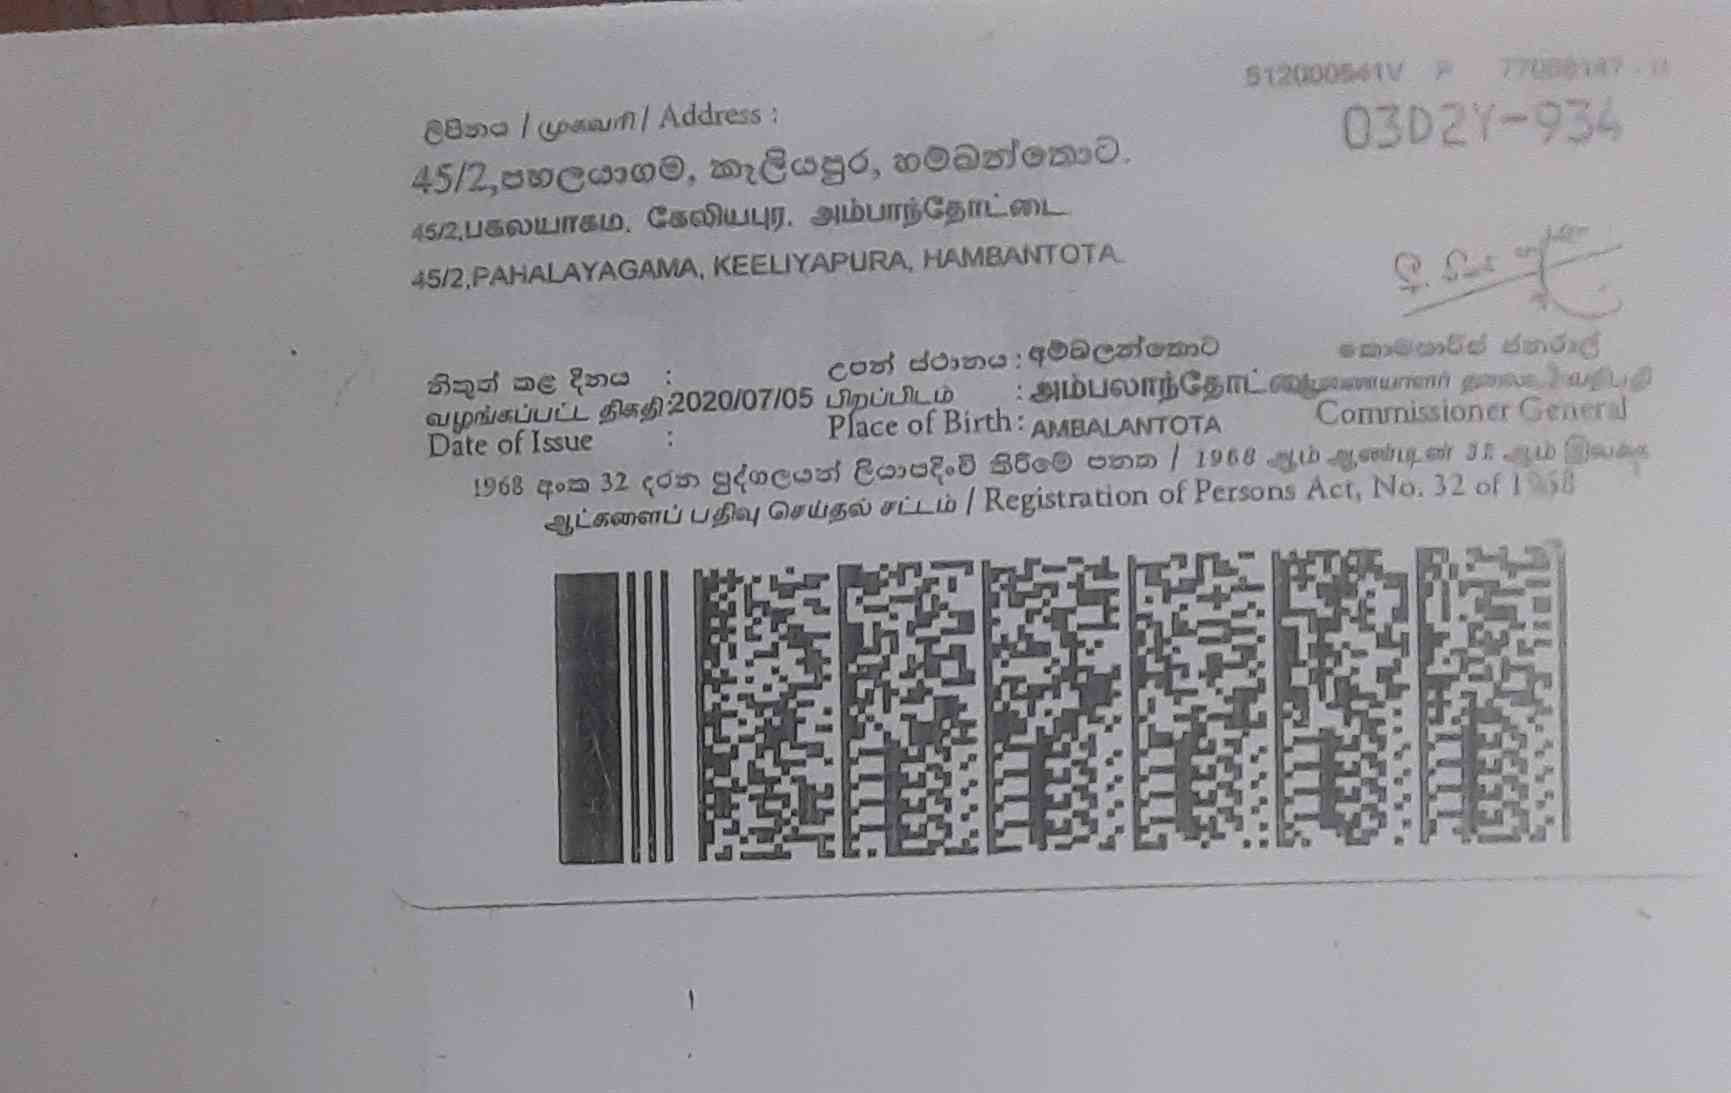 512000541V P
03D2Y-934
ලිපිනය / முகவரி / Address :
45/2,පහලයාගම, කැලියපුර, හම්බන්තොට.
45/2,பகலயாகம, கேலியபுர, அம்பாந்தோட்டை
45/2,PAHALAYAGAMA, KEELIYAPURA, HAMBANTOTA.
නිකුත් කළ දිනය :
வழங்கப்பட்ட திகதி:2020/07/05
Date of Issue :
උපන් ස්ථානය : අම්බලන්තොට
பிறப்பிடம் : அம்பலாந்தோட்டை
Place of Birth : AMBALANTOTA
කොමසාරිස් ජනරාල්
Commissioner General
1968 අංක 32 දරන පුද්ගලයන් ලියාපදිංචි කිරීමේ පනත / 1968 ஆம் ஆண்டின் 32 ஆம் இலக்க
ஆட்களைப் பதிவு செய்தல் சட்டம் / Registration of Persons Act, No. 32 of 1968